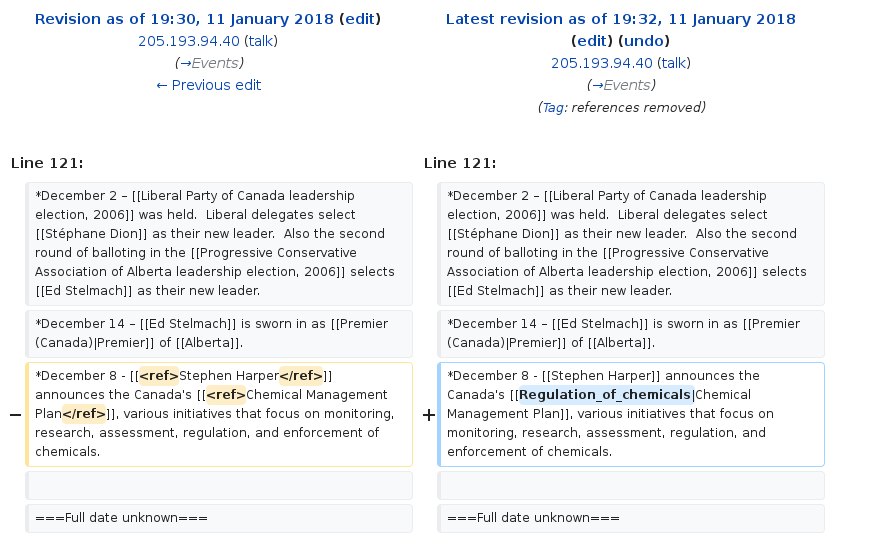 Revision as of 19:30, 11 January 2018 (edit)
205.193.94.40 (talk)
(→Events)
← Previous edit
Latest revision as of 19:32, 11 January 2018
(edit) (undo)
205.193.94.40 (talk)
(→Events)
(Tag: references removed)
Line 121:
Line 121:
*December 2 – [[Liberal Party of Canada leadership
election, 2006]] was held.  Liberal delegates select
[[Stéphane Dion]] as their new leader.  Also the second
round of balloting in the [[Progressive Conservative
Association of Alberta leadership election, 2006]] selects
[[Ed Stelmach]] as their new leader.
*December 2 – [[Liberal Party of Canada leadership
election, 2006]] was held.  Liberal delegates select
[[Stéphane Dion]] as their new leader.  Also the second
round of balloting in the [[Progressive Conservative
Association of Alberta leadership election, 2006]] selects
[[Ed Stelmach]] as their new leader.
*December 14 – [[Ed Stelmach]] is sworn in as [[Premier
(Canada)|Premier]] of [[Alberta]].
*December 14 – [[Ed Stelmach]] is sworn in as [[Premier
(Canada)|Premier]] of [[Alberta]].
− *December 8 - [[<ref>Stephen Harper</ref>]]
announces the Canada's [[<ref>Chemical Management
Plan</ref>]], various initiatives that focus on monitoring,
research, assessment, regulation, and enforcement of
chemicals.
+ *December 8 - [[Stephen Harper]] announces the
Canada's [[Regulation_of_chemicals|Chemical
Management Plan]], various initiatives that focus on
monitoring, research, assessment, regulation, and
enforcement of chemicals.
===Full date unknown===
===Full date unknown===